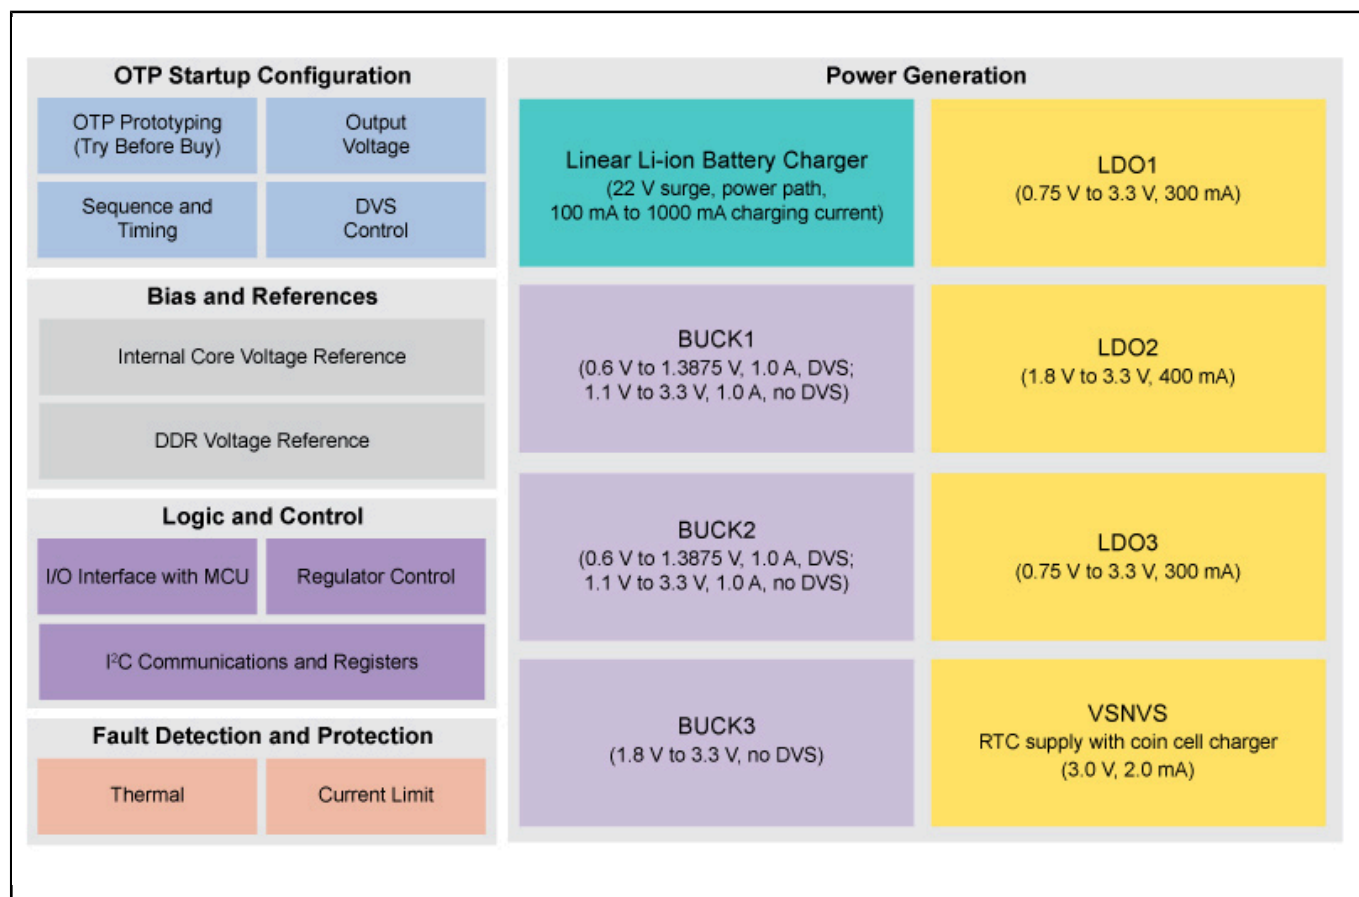 OTP Startup Configuration
OTP Prototyping
(Try Before Buy)
Output
Voltage
Sequence and
Timing
DVS
Control
Bias and References
Internal Core Voltage Reference
DDR Voltage Reference
Logic and Control
I/O Interface with MCU
Regulator Control
I²C Communications and Registers
Fault Detection and Protection
Thermal
Current Limit
Power Generation
Linear Li-ion Battery Charger
(22 V surge, power path,
100 mA to 1000 mA charging current)
LDO1
(0.75 V to 3.3 V, 300 mA)
BUCK1
(0.6 V to 1.3875 V, 1.0 A, DVS;
1.1 V to 3.3 V, 1.0 A, no DVS)
LDO2
(1.8 V to 3.3 V, 400 mA)
BUCK2
(0.6 V to 1.3875 V, 1.0 A, DVS;
1.1 V to 3.3 V, 1.0 A, no DVS)
LDO3
(0.75 V to 3.3 V, 300 mA)
BUCK3
(1.8 V to 3.3 V, no DVS)
VSNVS
RTC supply with coin cell charger
(3.0 V, 2.0 mA)